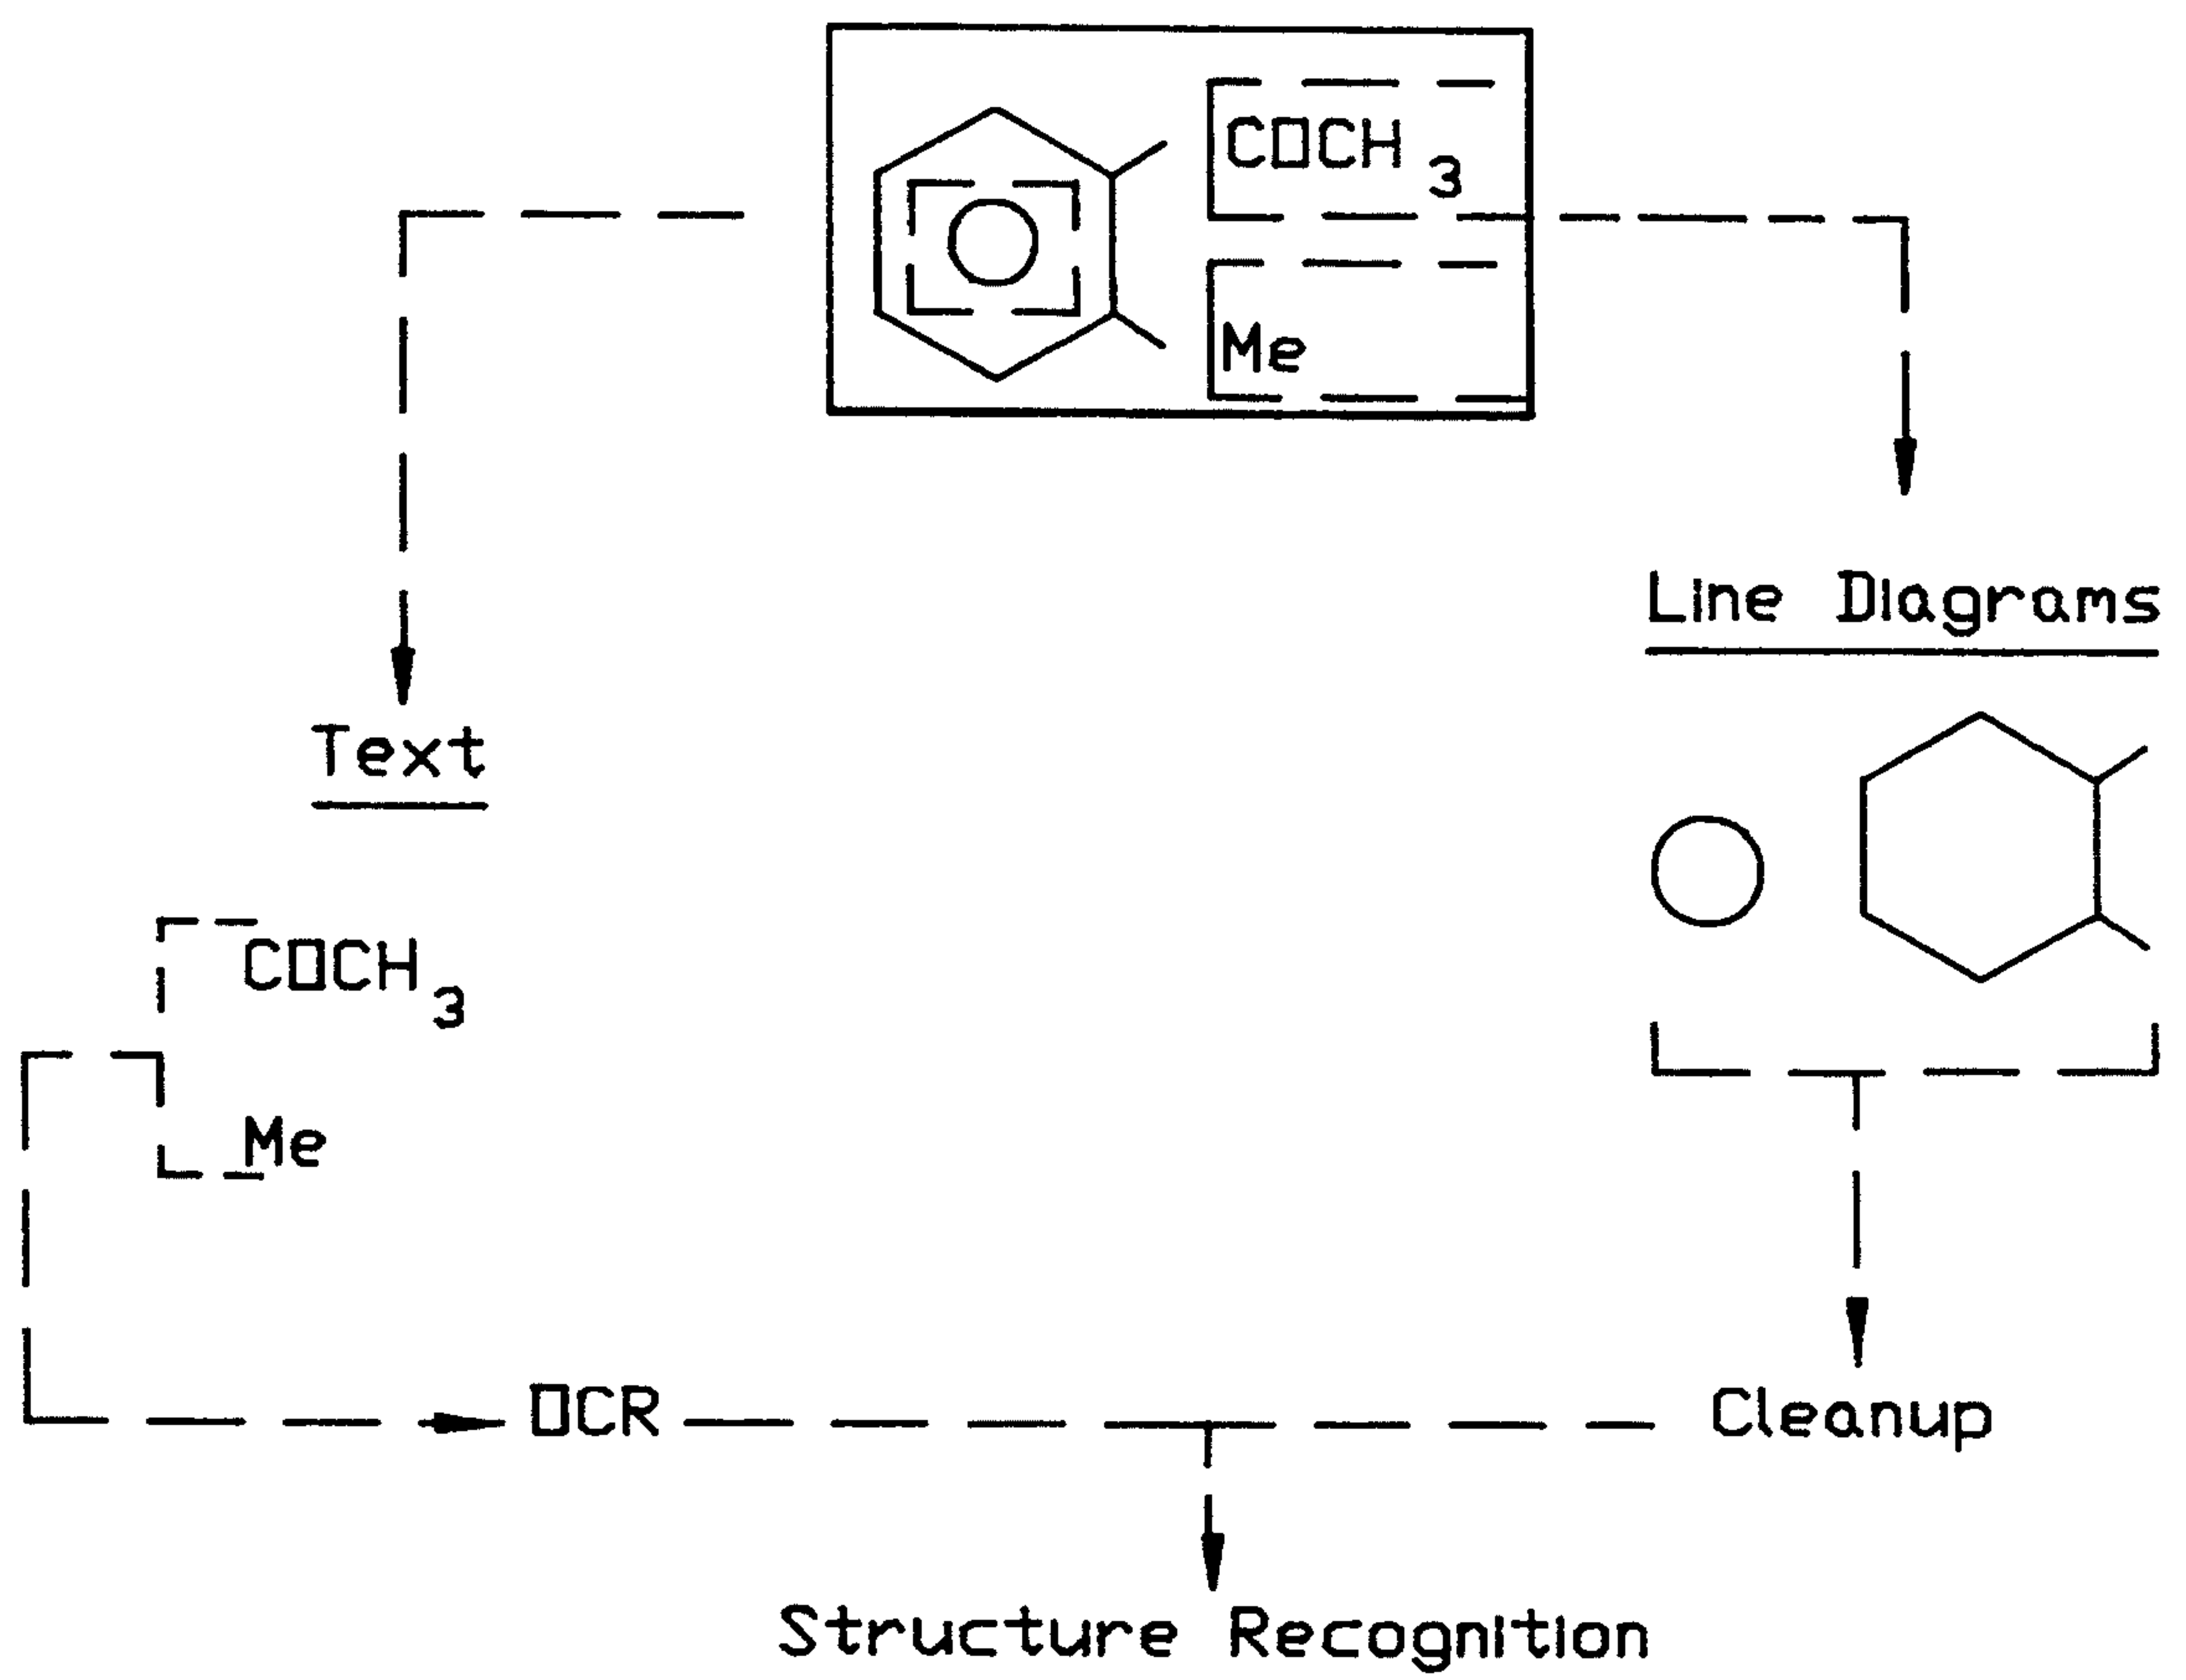 COCH3
Me
Line Diagrams
Text
COCH3
Me
OCR
Cleanup
Structure Recognition